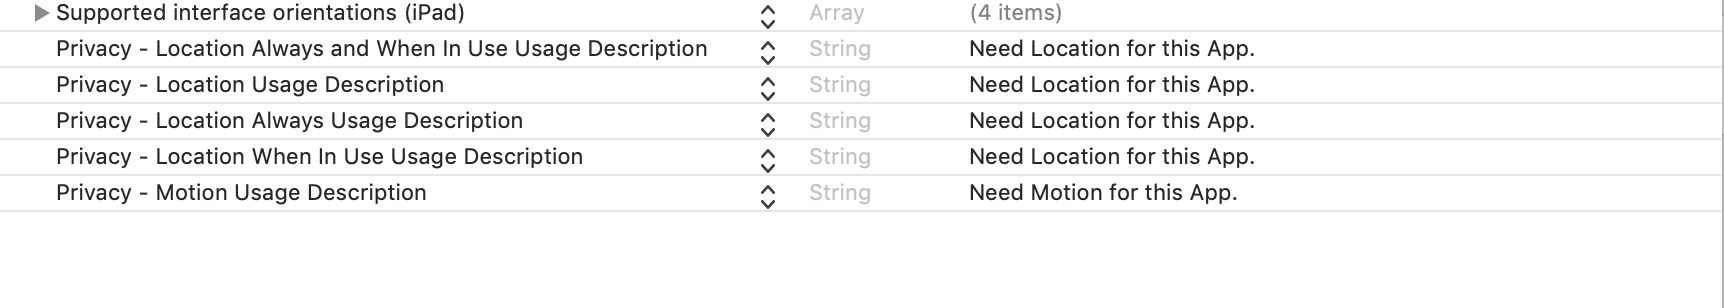 Supported interface orientations (iPad) Array (4 items)
Privacy - Location Always and When In Use Usage Description String Need Location for this App.
Privacy - Location Usage Description String Need Location for this App.
Privacy - Location Always Usage Description String Need Location for this App.
Privacy - Location When In Use Usage Description String Need Location for this App.
Privacy - Motion Usage Description String Need Motion for this App.